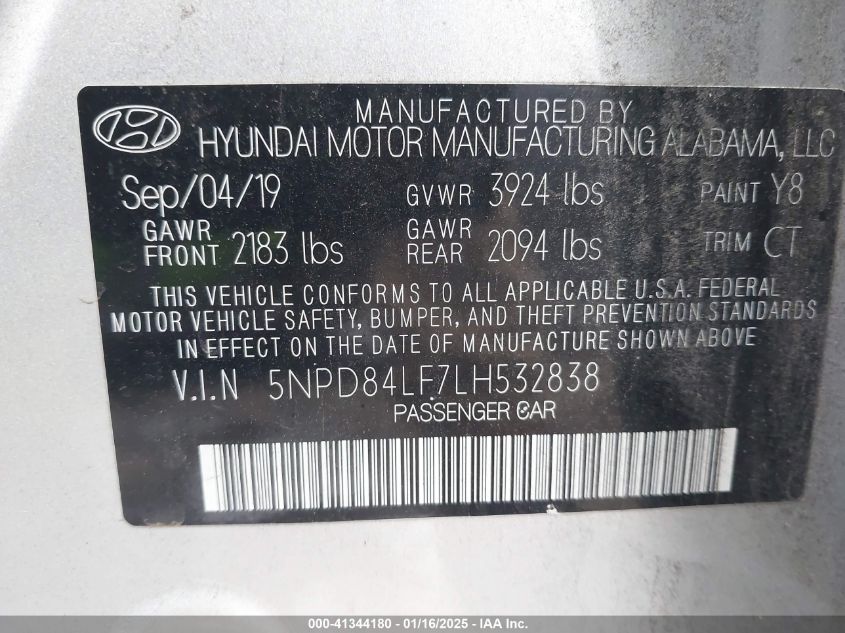 MANUFACTURED BY
HYUNDAI MOTOR MANUFACTURING ALABAMA, LLC
Sep/04/19 GVWR 3924 lbs PAINT Y8
GAWR FRONT 2183 lbs GAWR REAR 2094 lbs TRIM CT
THIS VEHICLE CONFORMS TO ALL APPLICABLE U.S.A. FEDERAL
MOTOR VEHICLE SAFETY, BUMPER, AND THEFT PREVENTION STANDARDS
IN EFFECT ON THE DATE OF MANUFACTURE SHOWN ABOVE
V.I.N 5NPD84LF7LH532838
PASSENGER CAR
000-41344180 - 01/16/2025 - IAA Inc.